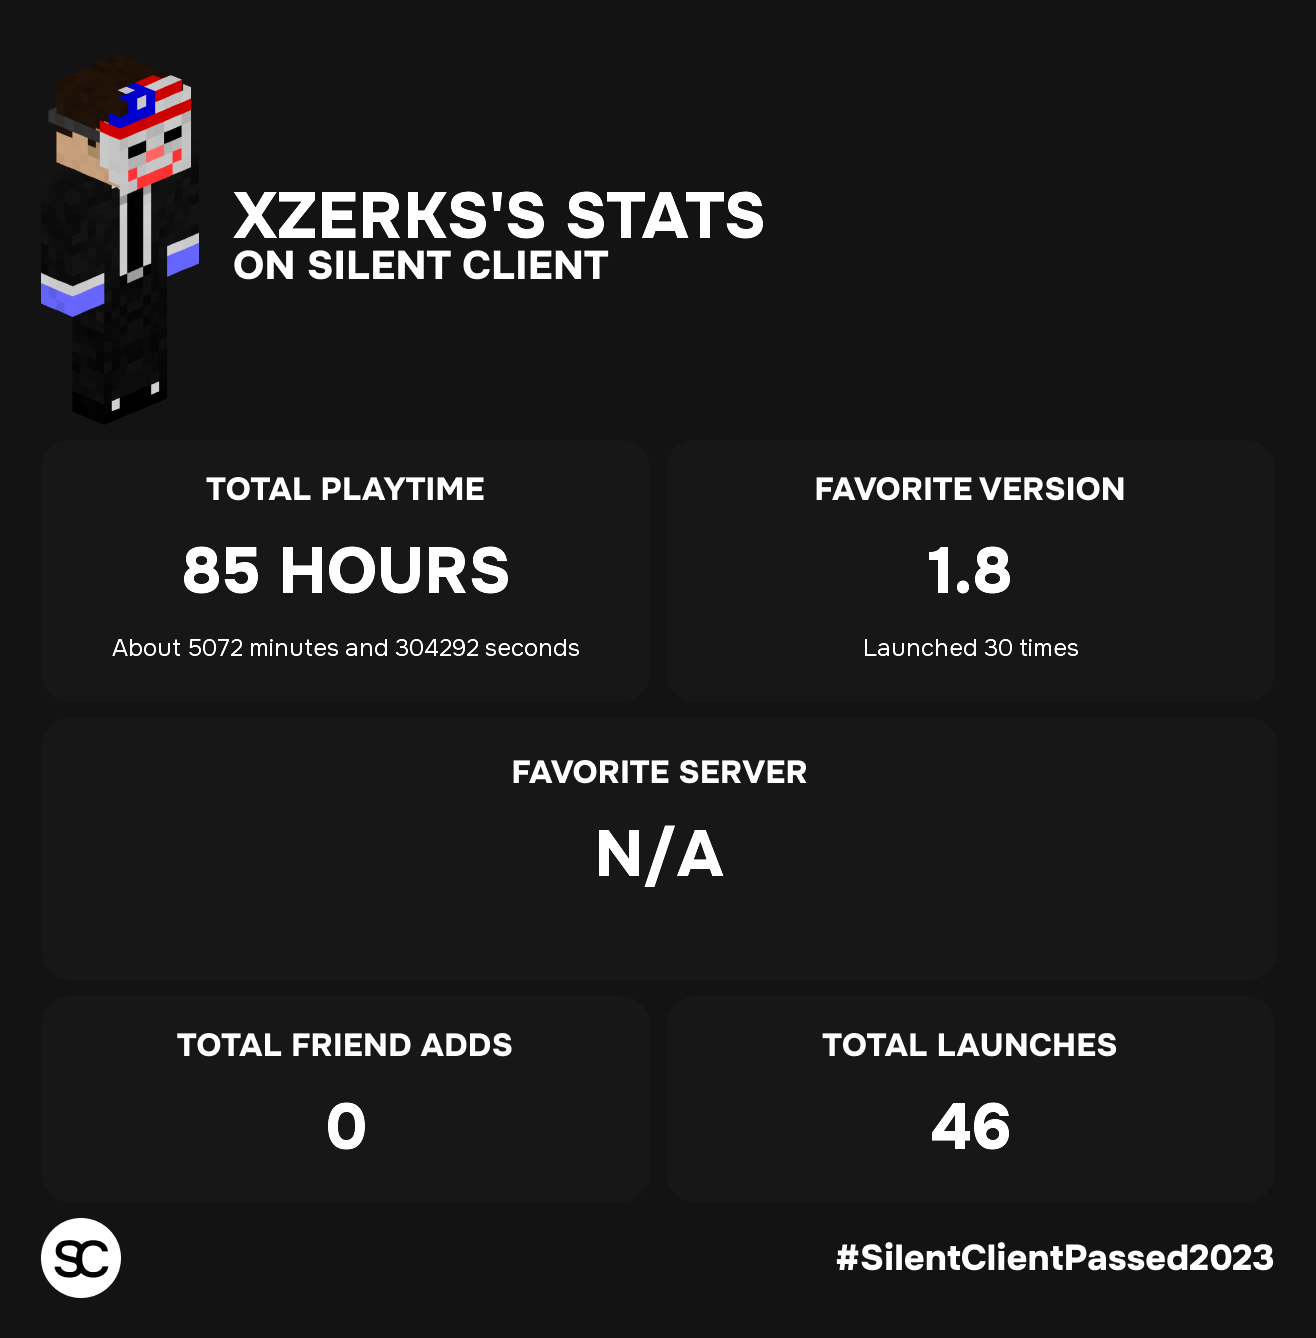 XZERKS'S STATS
ON SILENT CLIENT
TOTAL PLAYTIME
85 HOURS
About 5072 minutes and 304292 seconds
FAVORITE VERSION
1.8
Launched 30 times
FAVORITE SERVER
N/A
TOTAL FRIEND ADDS
0
TOTAL LAUNCHES
46
SC
#SilentClientPassed2023